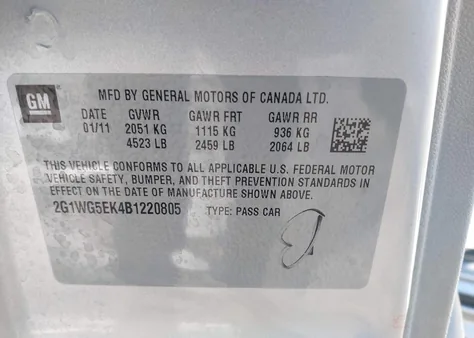 GM
MFD BY GENERAL MOTORS OF CANADA LTD.
DATE GVWR GAWR FRT GAWR RR
01/11 2051 KG 1115 KG 936 KG
4523 LB 2459 LB 2064 LB
THIS VEHICLE CONFORMS TO ALL APPLICABLE U.S. FEDERAL MOTOR
VEHICLE SAFETY, BUMPER, AND THEFT PREVENTION STANDARDS IN
EFFECT ON THE DATE OF MANUFACTURE SHOWN ABOVE.
2G1WG5EK4B1220805 TYPE: PASS CAR